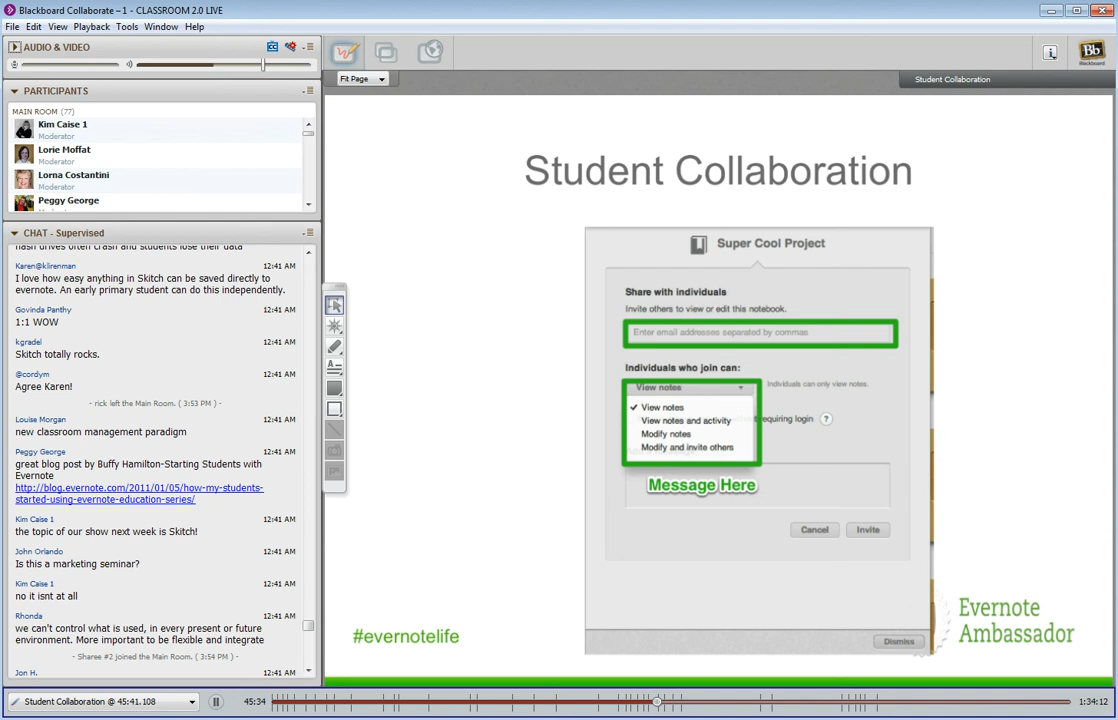 Blackboard Collaborate – 1 - CLASSROOM 2.0 LIVE
File Edit View Playback Tools Window Help
AUDIO & VIDEO
PARTICIPANTS
MAIN ROOM (77)
Kim Caise 1
Moderator
Lorie Moffat
Moderator
Lorna Costantini
Moderator
Peggy George
CHAT - Supervised
flash drives often crash and students lose their data
Karen@klirenman 12:41 AM
I love how easy anything in Skitch can be saved directly to
evernote. An early primary student can do this independently.
Govinda Panthy 12:41 AM
1:1 WOW
kgradel 12:41 AM
Skitch totally rocks.
@cordym 12:41 AM
Agree Karen!
- rick left the Main Room. ( 3:53 PM ) -
Louise Morgan 12:41 AM
new classroom management paradigm
Peggy George 12:41 AM
great blog post by Buffy Hamilton-Starting Students with
Evernote
http://blog.evernote.com/2011/01/05/how-my-students-
started-using-evernote-education-series/
Kim Caise 1 12:41 AM
the topic of our show next week is Skitch!
John Orlando 12:41 AM
Is this a marketing seminar?
Kim Caise 1 12:41 AM
no it isnt at all
Rhonda 12:41 AM
we can't control what is used, in every present or future
environment. More important to be flexible and integrate
- Sharee #2 joined the Main Room. ( 3:54 PM ) -
Jon H. 12:41 AM
Fit Page
Student Collaboration
Bb
Blackboard
Student Collaboration
Super Cool Project
Share with individuals
Invite others to view or edit this notebook.
Enter email addresses separated by commas
Individuals who join can:
View notes
Individuals can only view notes.
View notes
View notes and activity
equiring login ?
Modify notes
Modify and invite others
Message Here
Cancel Invite
Dismiss
#evernotelife
Evernote
Ambassador
Student Collaboration @ 45:41.108
45:34
1:34:12